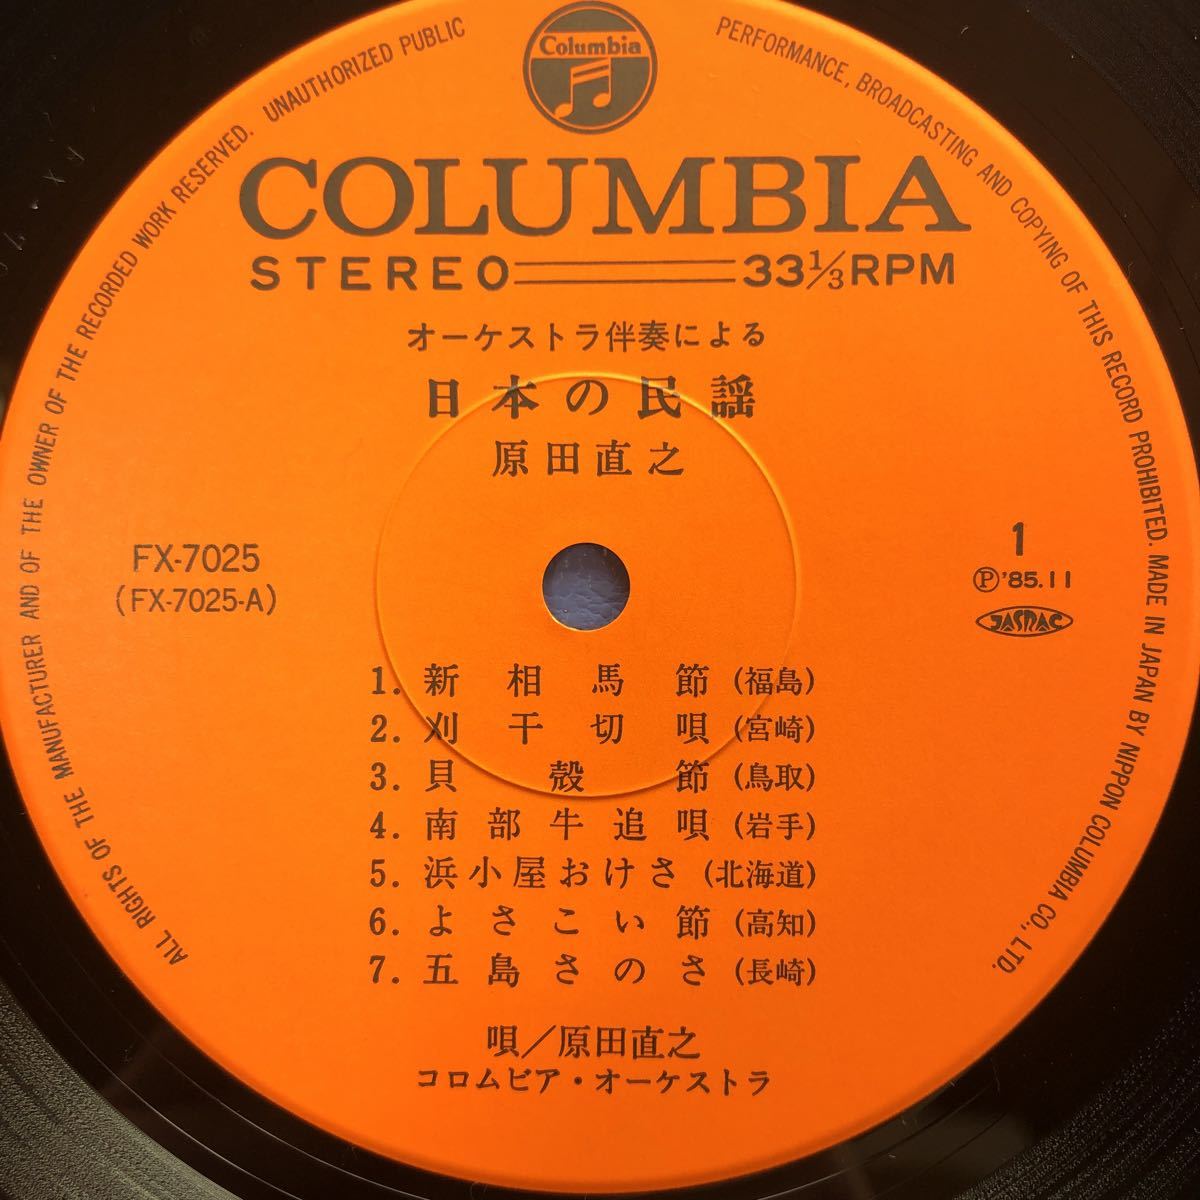 Columbia
ALL RIGHTS OF THE MANUFACTURER AND OF THE OWNER OF THE RECORDED WORK RESERVED. UNAUTHORIZED PUBLIC PERFORMANCE, BROADCASTING AND COPYING OF THIS RECORD PROHIBITED. MADE IN JAPAN BY NIPPON COLUMBIA CO., LTD.
COLUMBIA
STEREO 33⅓RPM
オーケストラ伴奏による
日本の民謡
原田直之
FX-7025
(FX-7025-A)
1
Ⓟ'85.11
JASRAC
1. 新相馬節(福島)
2. 刈干切唄(宮崎)
3. 貝殻節(鳥取)
4. 南部牛追唄(岩手)
5. 浜小屋おけさ(北海道)
6. よさこい節(高知)
7. 五島さのさ(長崎)
唄/原田直之
コロムビア・オーケストラ